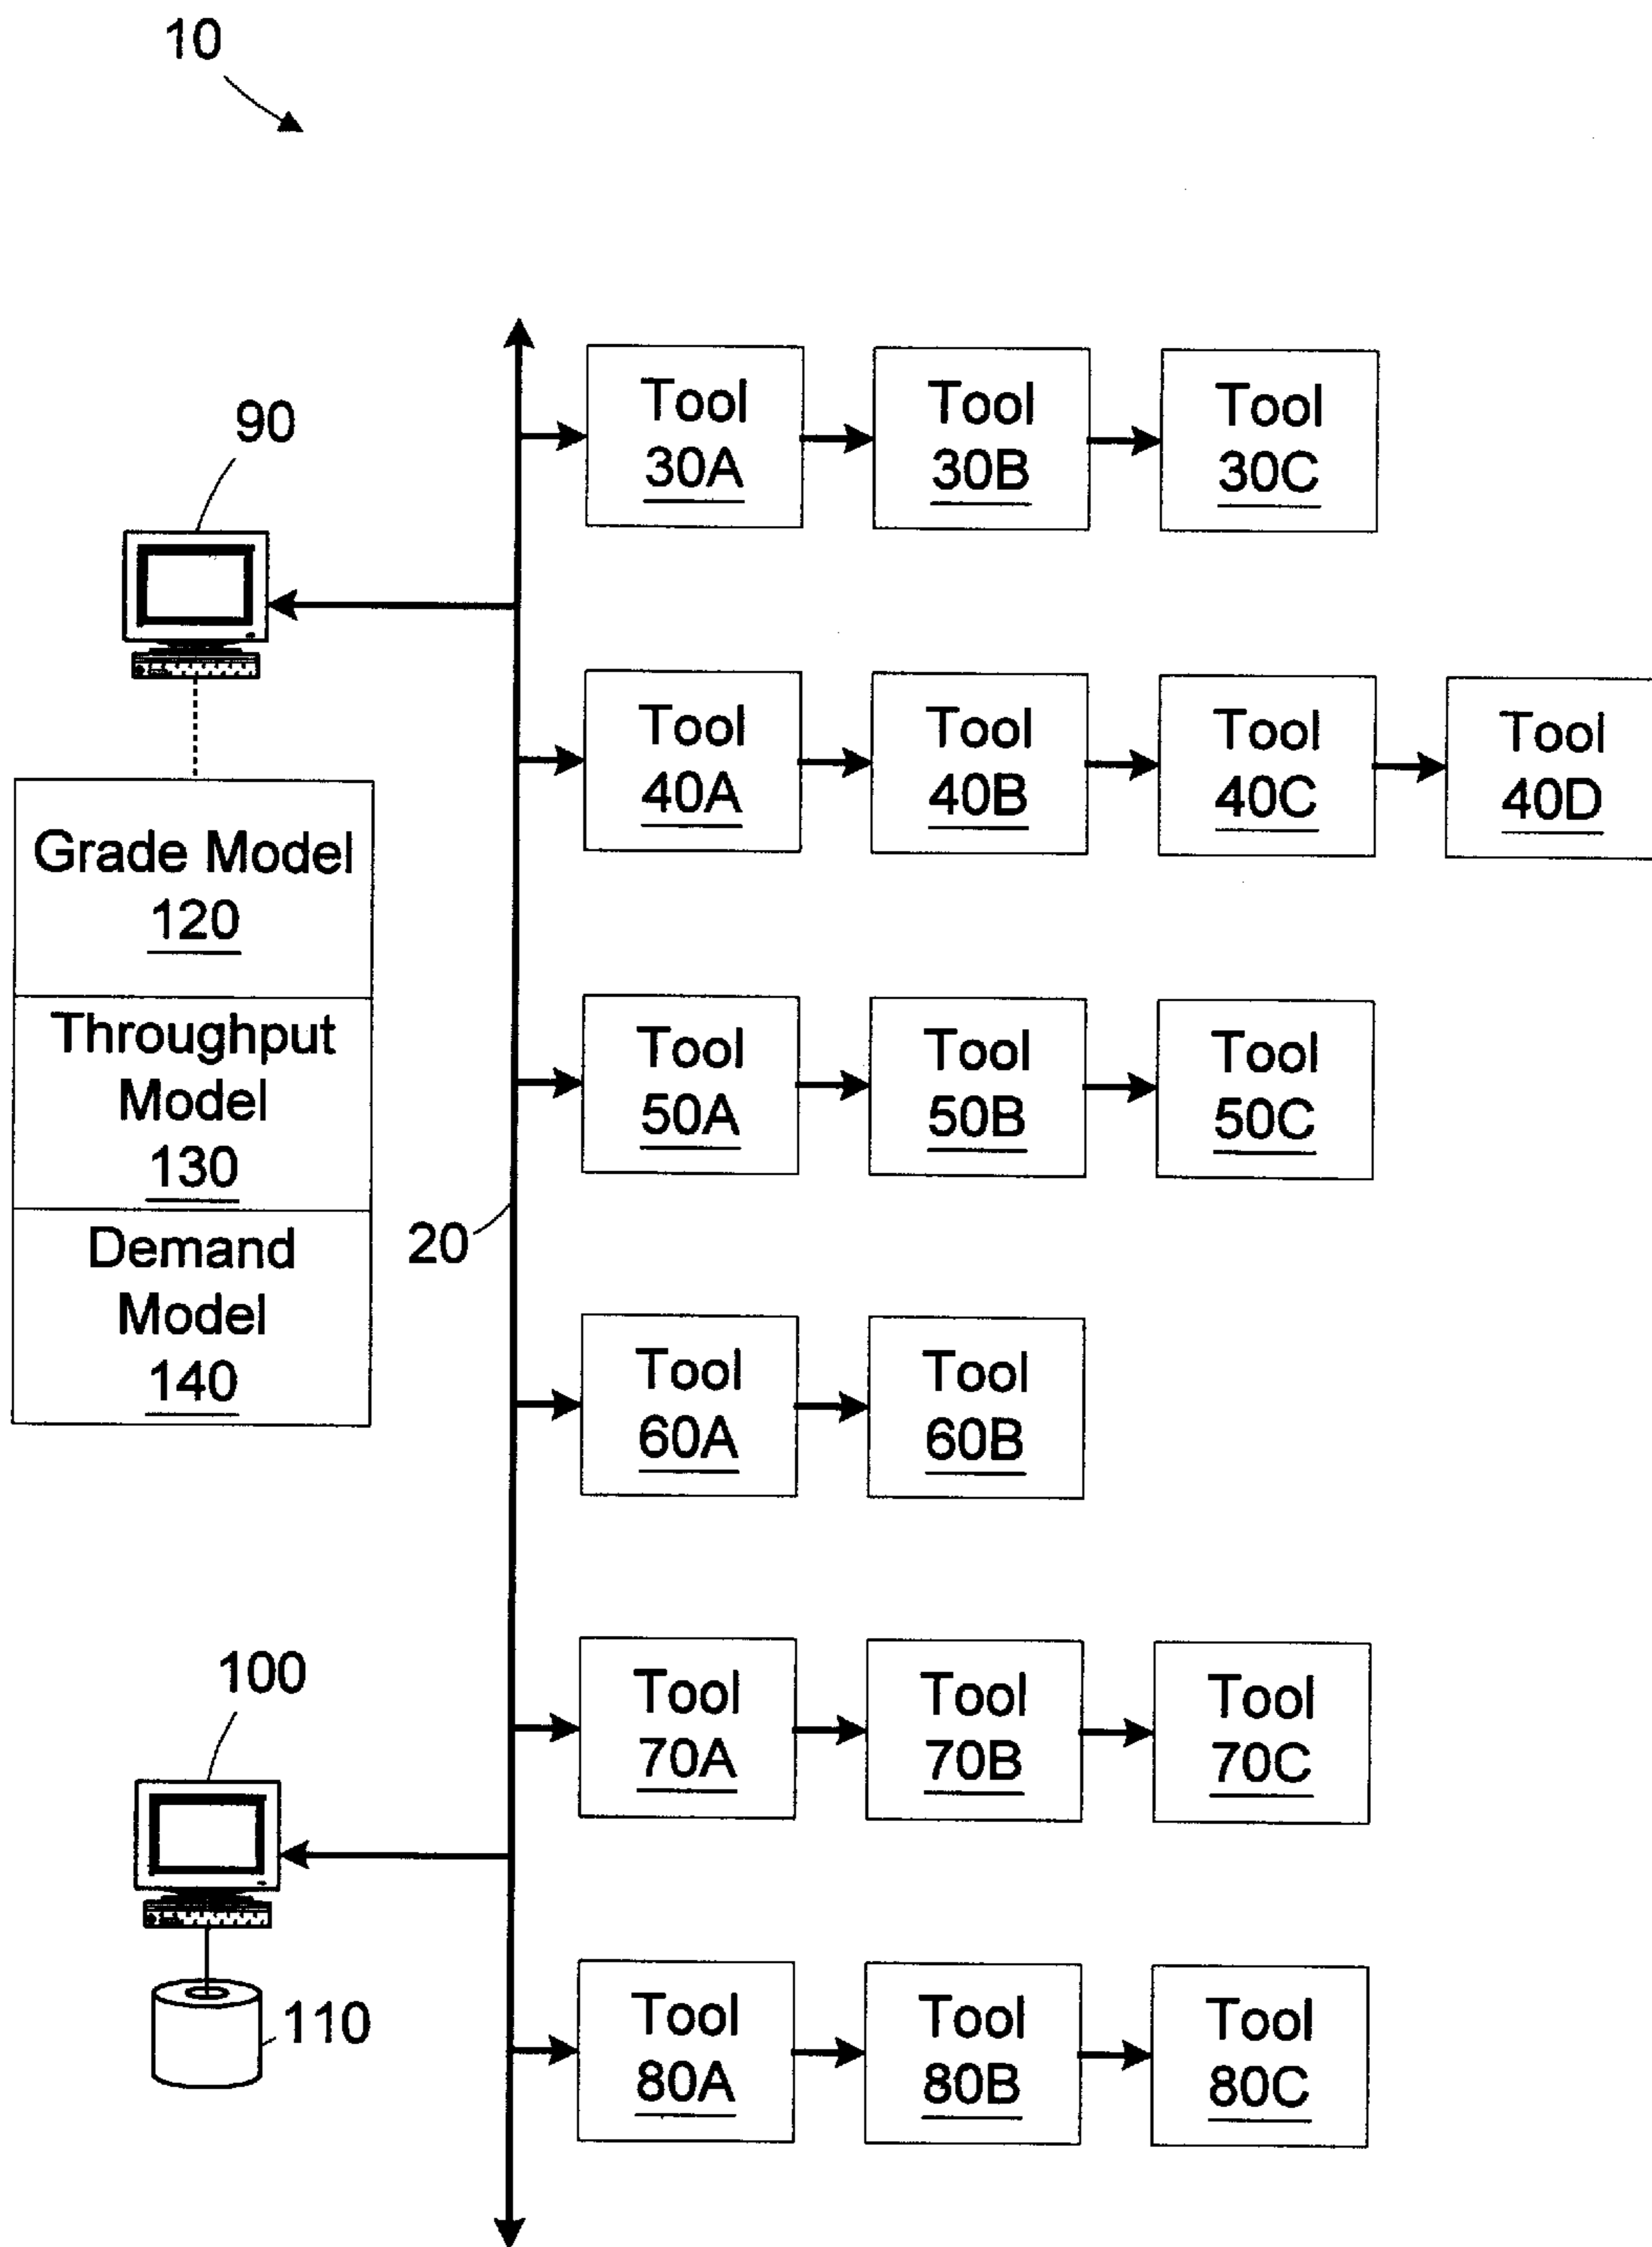 10
90
Tool Tool Tool
30A 30B 30C
Tool Tool Tool Tool
40A 40B 40C 40D
Grade Model
120
Throughput
Model
130
Demand
Model
140
20
Tool Tool Tool
50A 50B 50C
Tool Tool
60A 60B
100
110
Tool Tool Tool
70A 70B 70C
Tool Tool Tool
80A 80B 80C